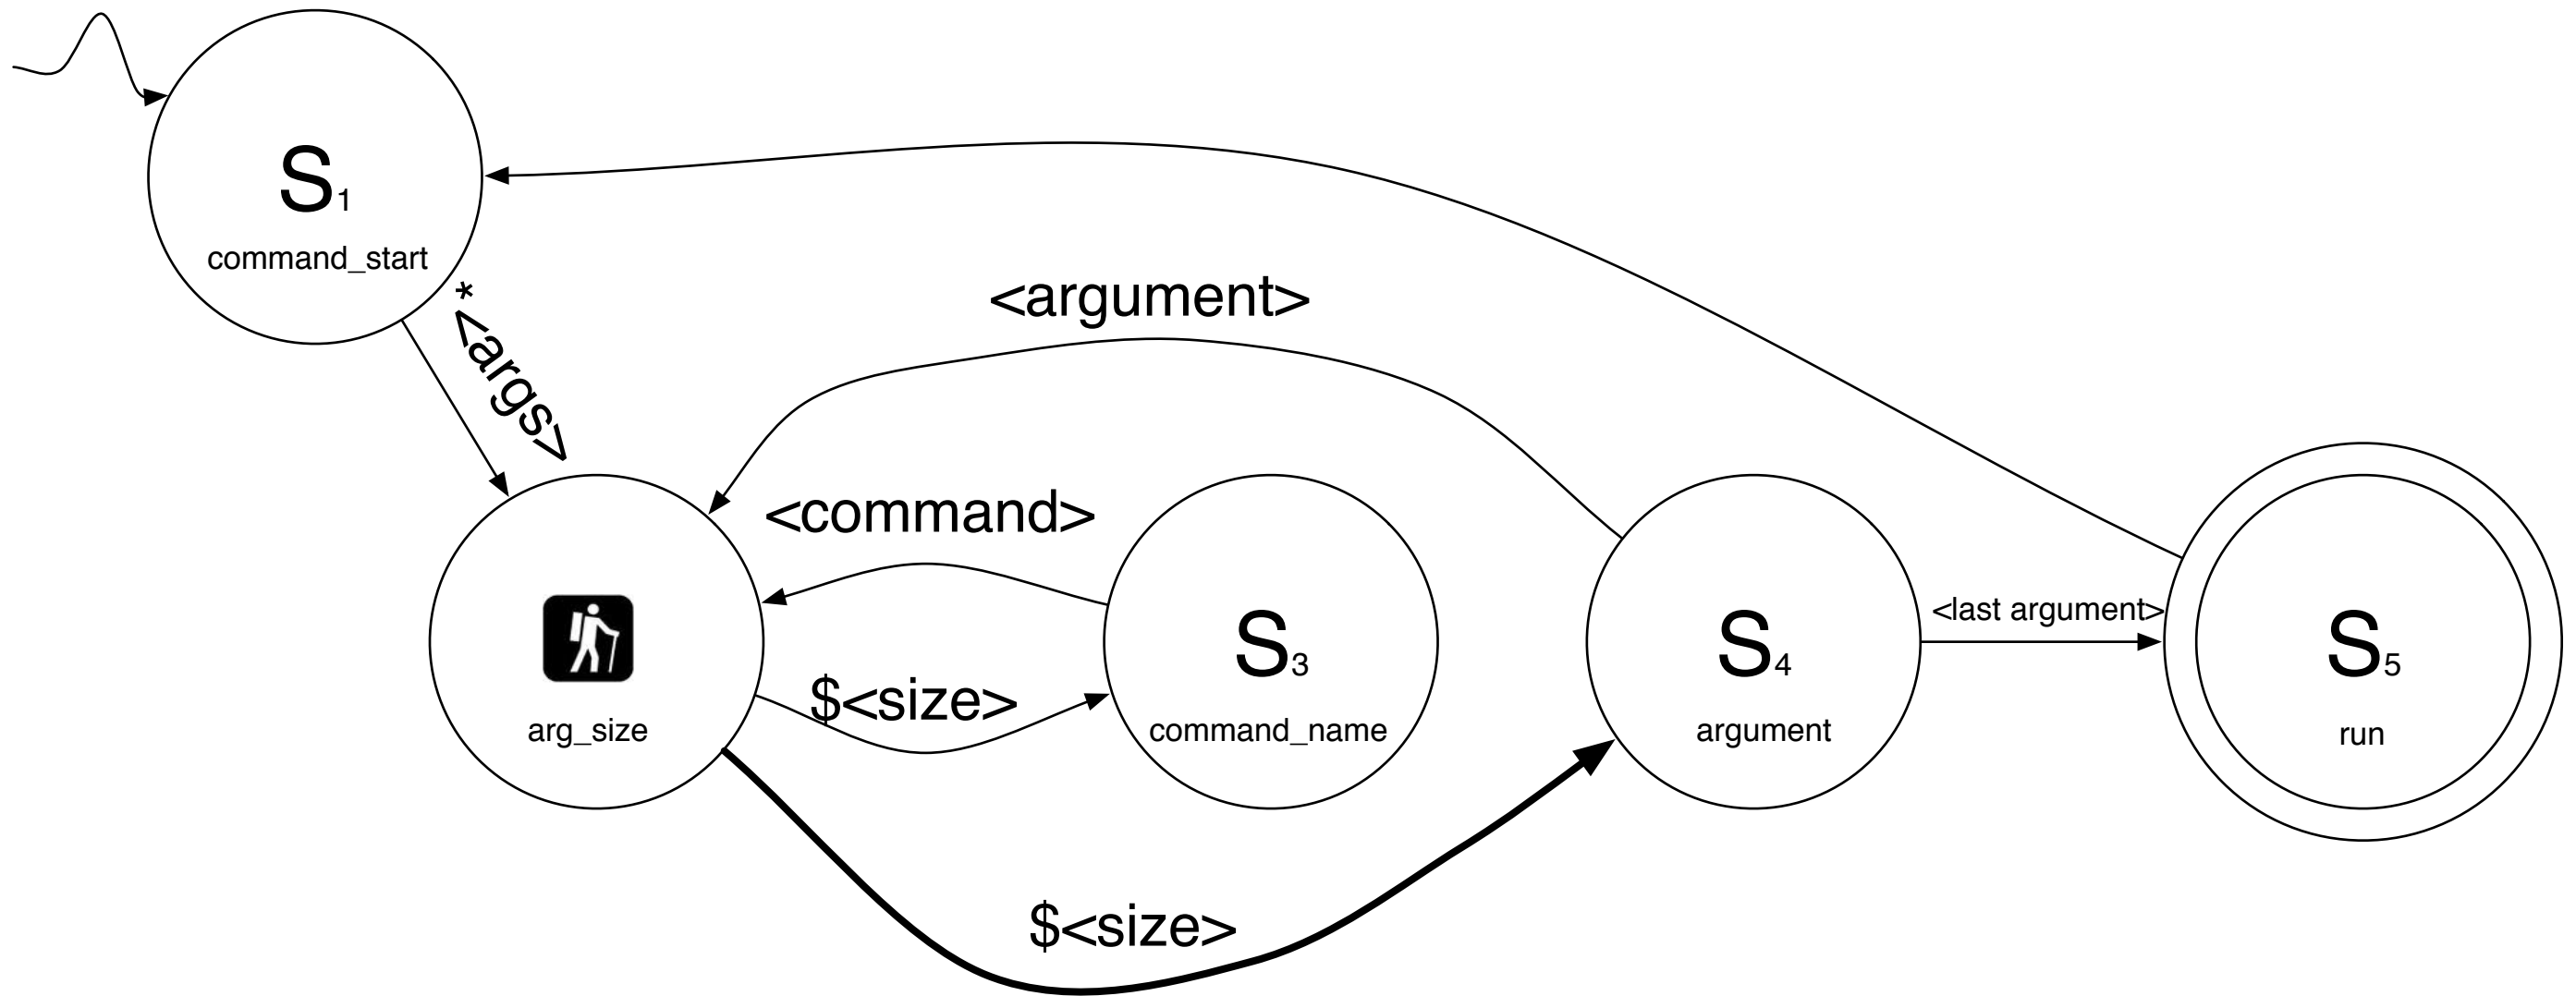 S1
command_start
*<args>
<argument>
<command>
arg_size
$<size>
S3
command_name
S4
argument
<last argument>
S5
run
$<size>